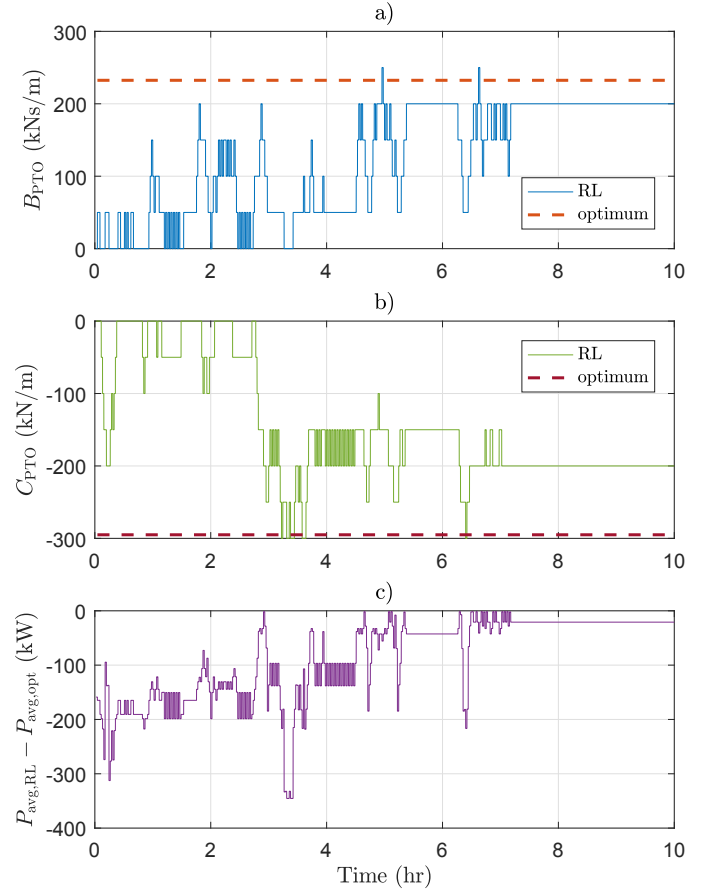 a)
300
200
100
0
B_PTO (kNs/m)
RL
optimum
0 2 4 6 8 10
b)
0
-100
-200
-300
C_PTO (kN/m)
RL
optimum
0 2 4 6 8 10
c)
0
-100
-200
-300
-400
P_avg,RL − P_avg,opt (kW)
0 2 4 6 8 10
Time (hr)